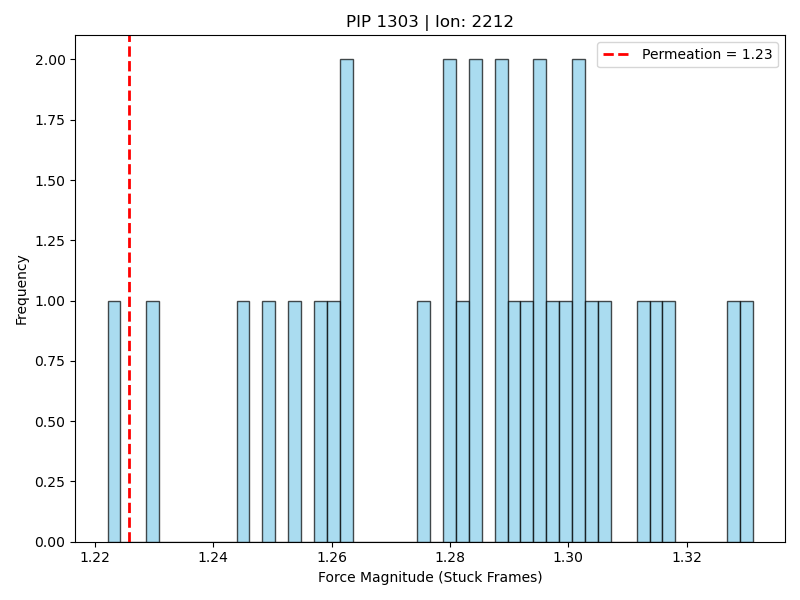 PIP 1303 | Ion: 2212
Permeation = 1.23
2.00
1.75
1.50
1.25
1.00
0.75
0.50
0.25
0.00
Frequency
1.22 1.24 1.26 1.28 1.30 1.32
Force Magnitude (Stuck Frames)